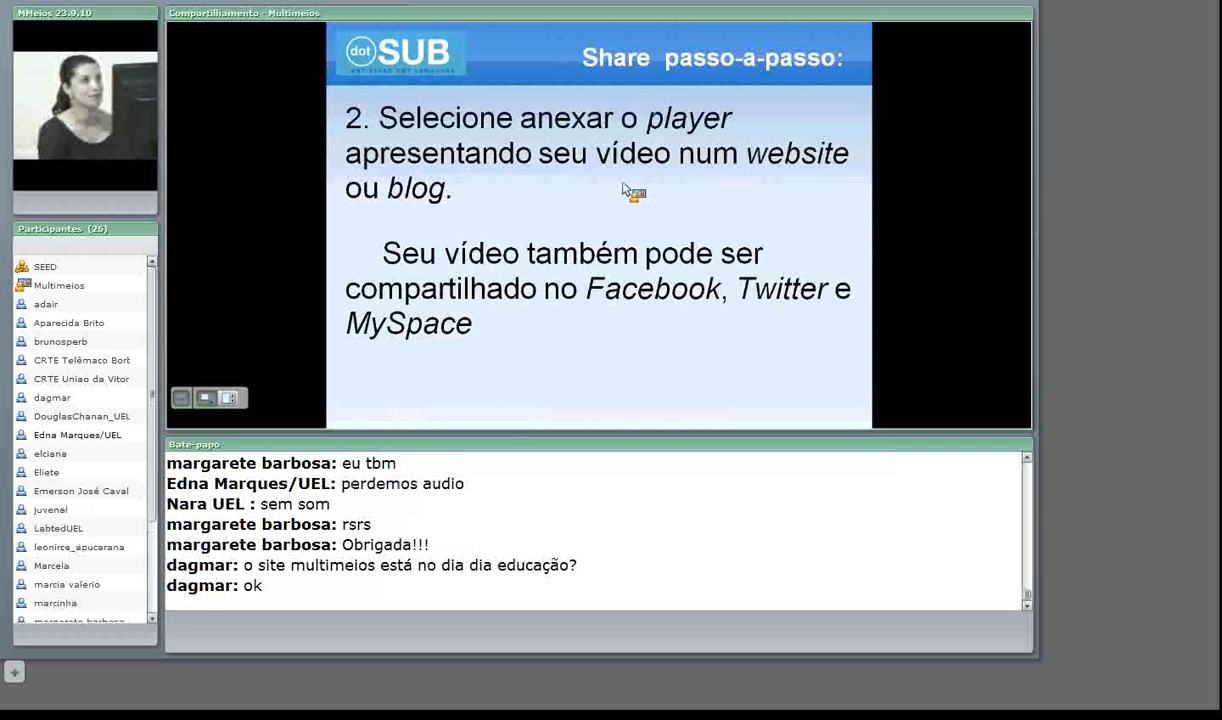 MMeios 23.9.10
Participantes (26)
SEED
Multimeios
adair
Aparecida Brito
brunosperb
CRTE Telêmaco Bort
CRTE Uniao da Vitor
dagmar
DouglasChanan_UEL
Edna Marques/UEL
elciana
Eliete
Emerson José Caval
juvenal
LabtedUEL
leonirce_apucarana
Marcela
marcia valerio
marcinha
margarete barbosa
Compartilhamento - Multimeios
dotSUB
Share passo-a-passo:
2. Selecione anexar o player
apresentando seu vídeo num website
ou blog.
Seu vídeo também pode ser
compartilhado no Facebook, Twitter e
MySpace
Bate-papo
margarete barbosa: eu tbm
Edna Marques/UEL: perdemos audio
Nara UEL : sem som
margarete barbosa: rsrs
margarete barbosa: Obrigada!!!
dagmar: o site multimeios está no dia dia educação?
dagmar: ok